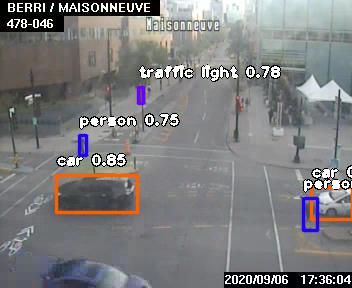 BERRI / MAISONNEUVE
478-046
Maisonneuve
traffic light 0.78
person 0.75
car 0.85
car 0
person
2020/09/06 17:36:04